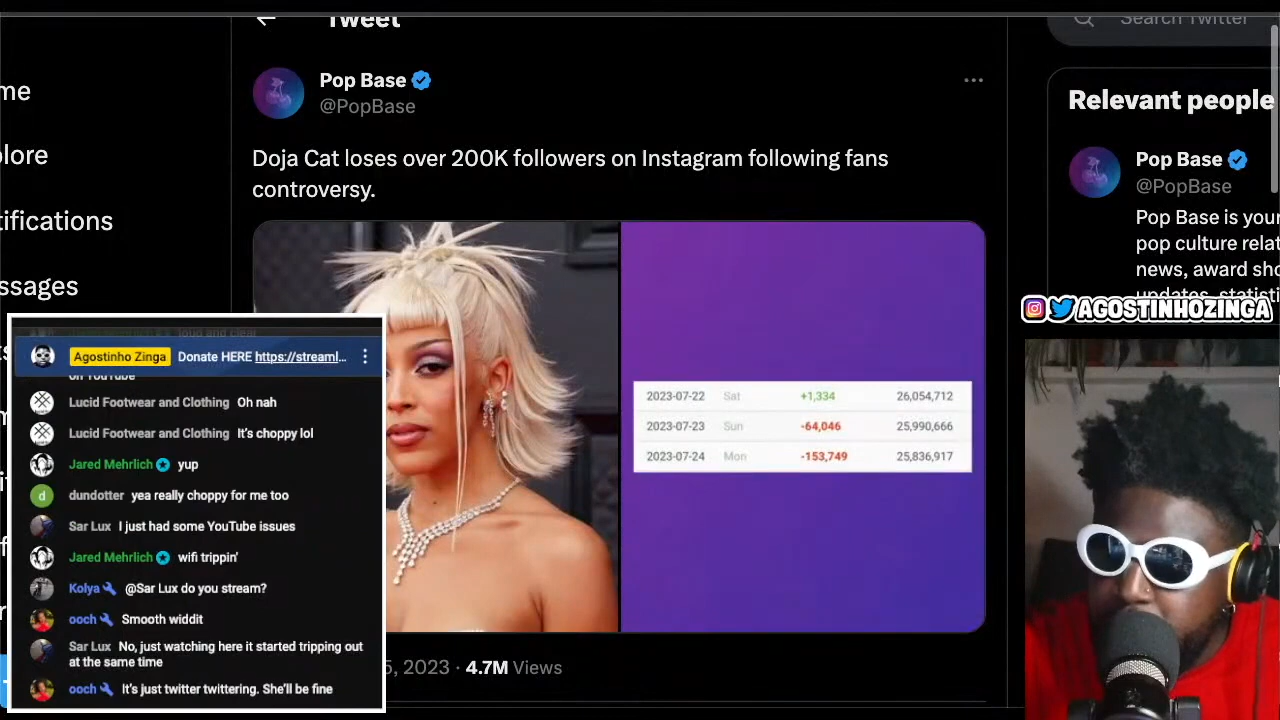 Tweet
Search Twitter
Pop Base
@PopBase
Doja Cat loses over 200K followers on Instagram following fans
controversy.
2023-07-22 Sat +1,334 26,054,712
2023-07-23 Sun -64,046 25,990,666
2023-07-24 Mon -153,749 25,836,917
5, 2023 · 4.7M Views
me
lore
tifications
ssages
Relevant people
Pop Base
@PopBase
Pop Base is your
pop culture relat
news, award sho
updates, statisti
AGOSTINHOZINGA
loud and clear
Agostinho Zinga Donate HERE https://streaml...
on YouTube
Lucid Footwear and Clothing Oh nah
Lucid Footwear and Clothing It's choppy lol
Jared Mehrlich yup
d dundotter yea really choppy for me too
Sar Lux I just had some YouTube issues
Jared Mehrlich wifi trippin'
Kolya @Sar Lux do you stream?
ooch Smooth widdit
Sar Lux No, just watching here it started tripping out
at the same time
ooch It's just twitter twittering. She'll be fine